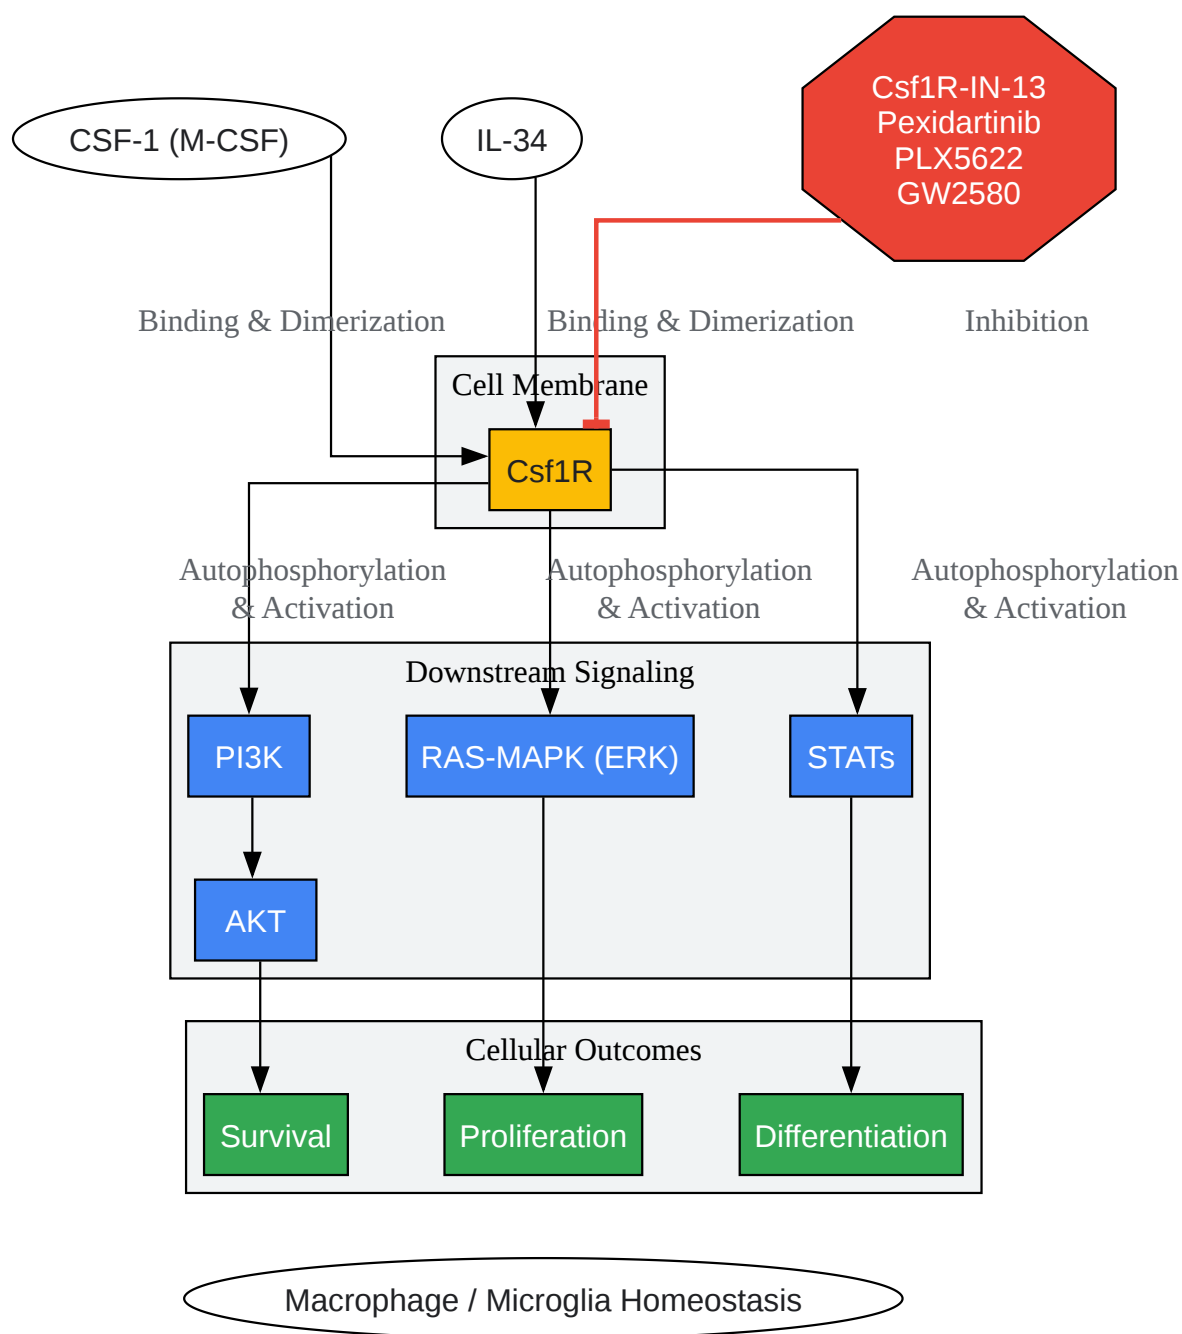 CSF-1 (M-CSF)
IL-34
Csf1R-IN-13
Pexidartinib
PLX5622
GW2580
Binding & Dimerization
Binding & Dimerization
Inhibition
Cell Membrane
Csf1R
Autophosphorylation
& Activation
Autophosphorylation
& Activation
Autophosphorylation
& Activation
Downstream Signaling
PI3K
RAS-MAPK (ERK)
STATs
AKT
Cellular Outcomes
Survival
Proliferation
Differentiation
Macrophage / Microglia Homeostasis